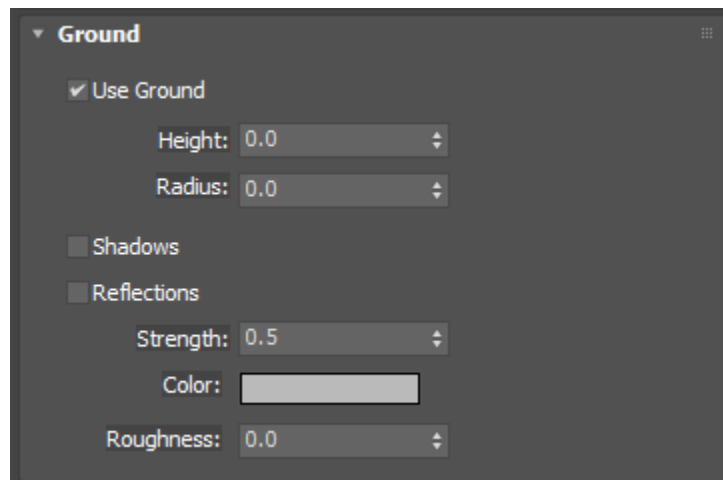 Ground
Use Ground
Height: 0.0
Radius: 0.0
Shadows
Reflections
Strength: 0.5
Color:
Roughness: 0.0